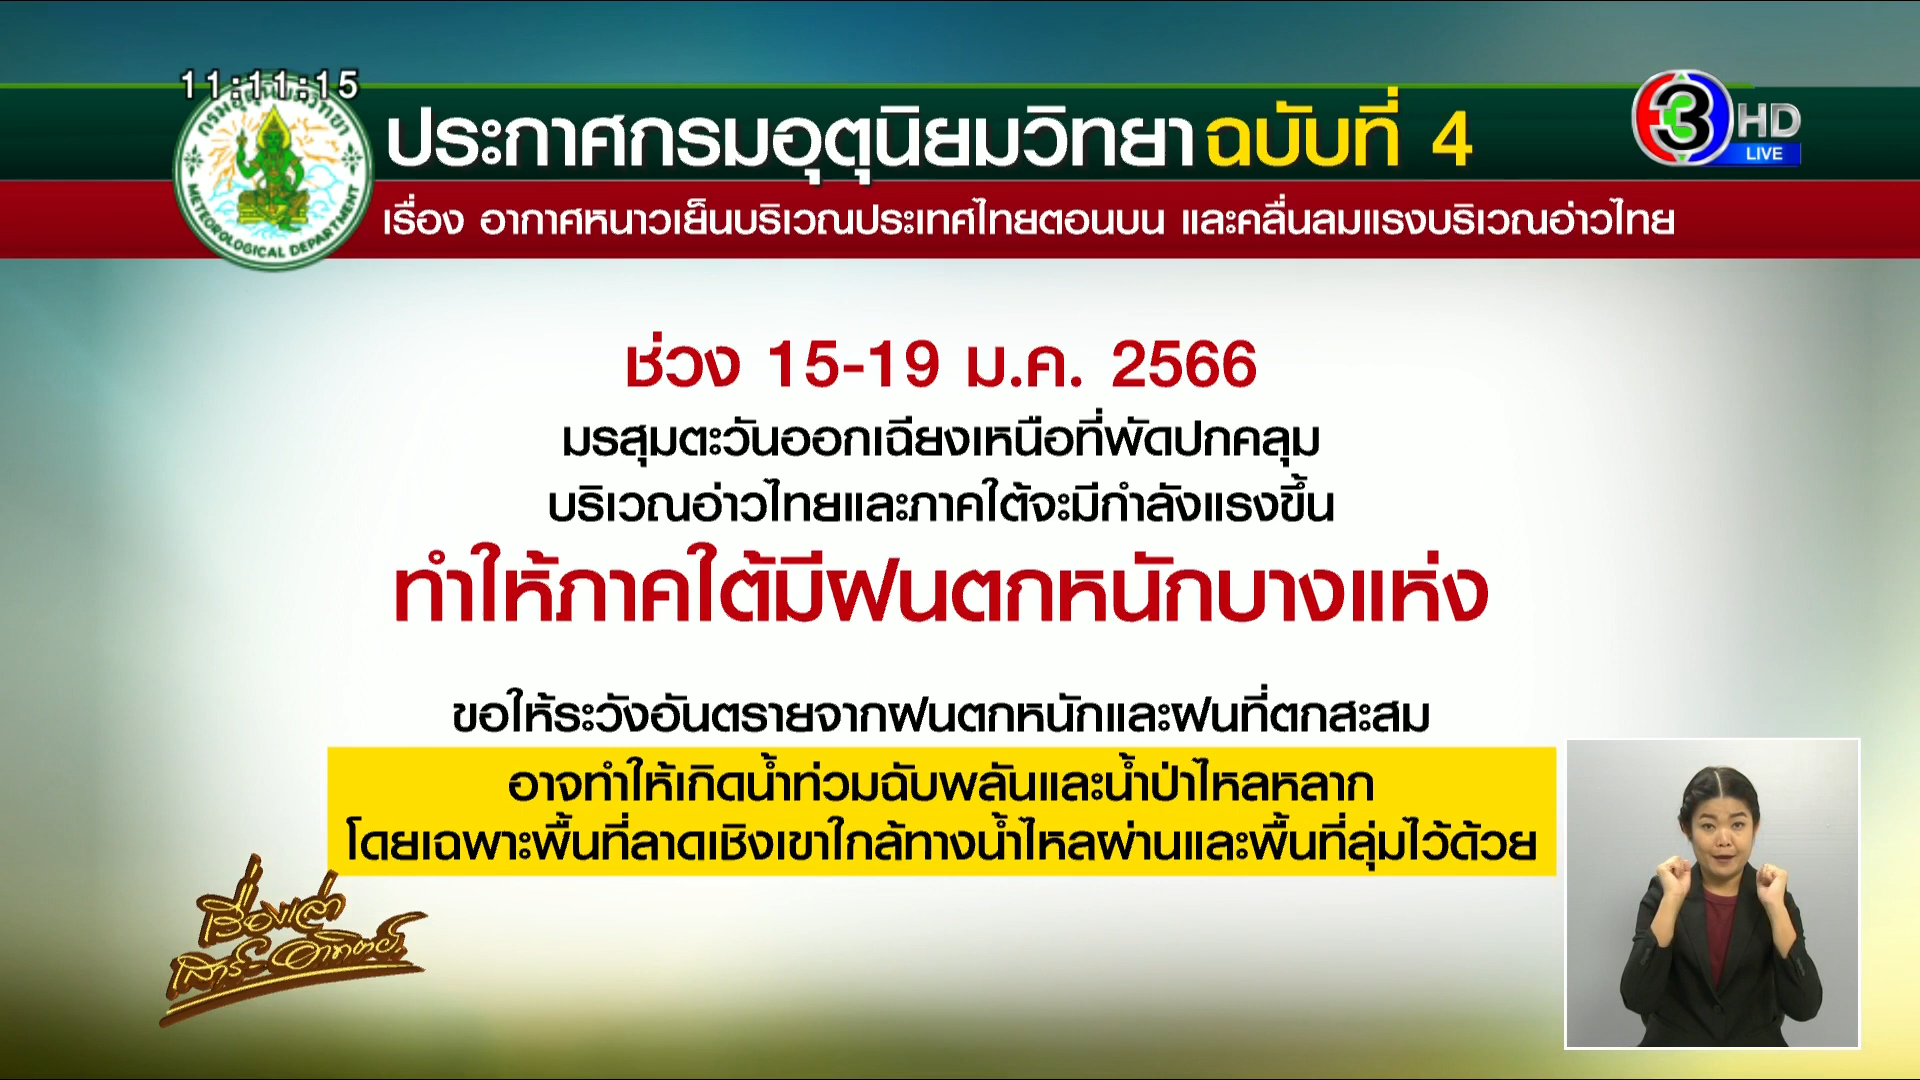 11:11:15
กรมอุตุนิยมวิทยา
METEOROLOGICAL DEPARTMENT
ประกาศกรมอุตุนิยมวิทยา ฉบับที่ 4
3 HD
LIVE
เรื่อง อากาศหนาวเย็นบริเวณประเทศไทยตอนบน และคลื่นลมแรงบริเวณอ่าวไทย
ช่วง 15-19 ม.ค. 2566
มรสุมตะวันออกเฉียงเหนือที่พัดปกคลุม
บริเวณอ่าวไทยและภาคใต้จะมีกำลังแรงขึ้น
ทำให้ภาคใต้มีฝนตกหนักบางแห่ง
ขอให้ระวังอันตรายจากฝนตกหนักและฝนที่ตกสะสม
อาจทำให้เกิดน้ำท่วมฉับพลันและน้ำป่าไหลหลาก
โดยเฉพาะพื้นที่ลาดเชิงเขาใกล้ทางน้ำไหลผ่านและพื้นที่ลุ่มไว้ด้วย
เรื่องเล่า
เสาร์-อาทิตย์